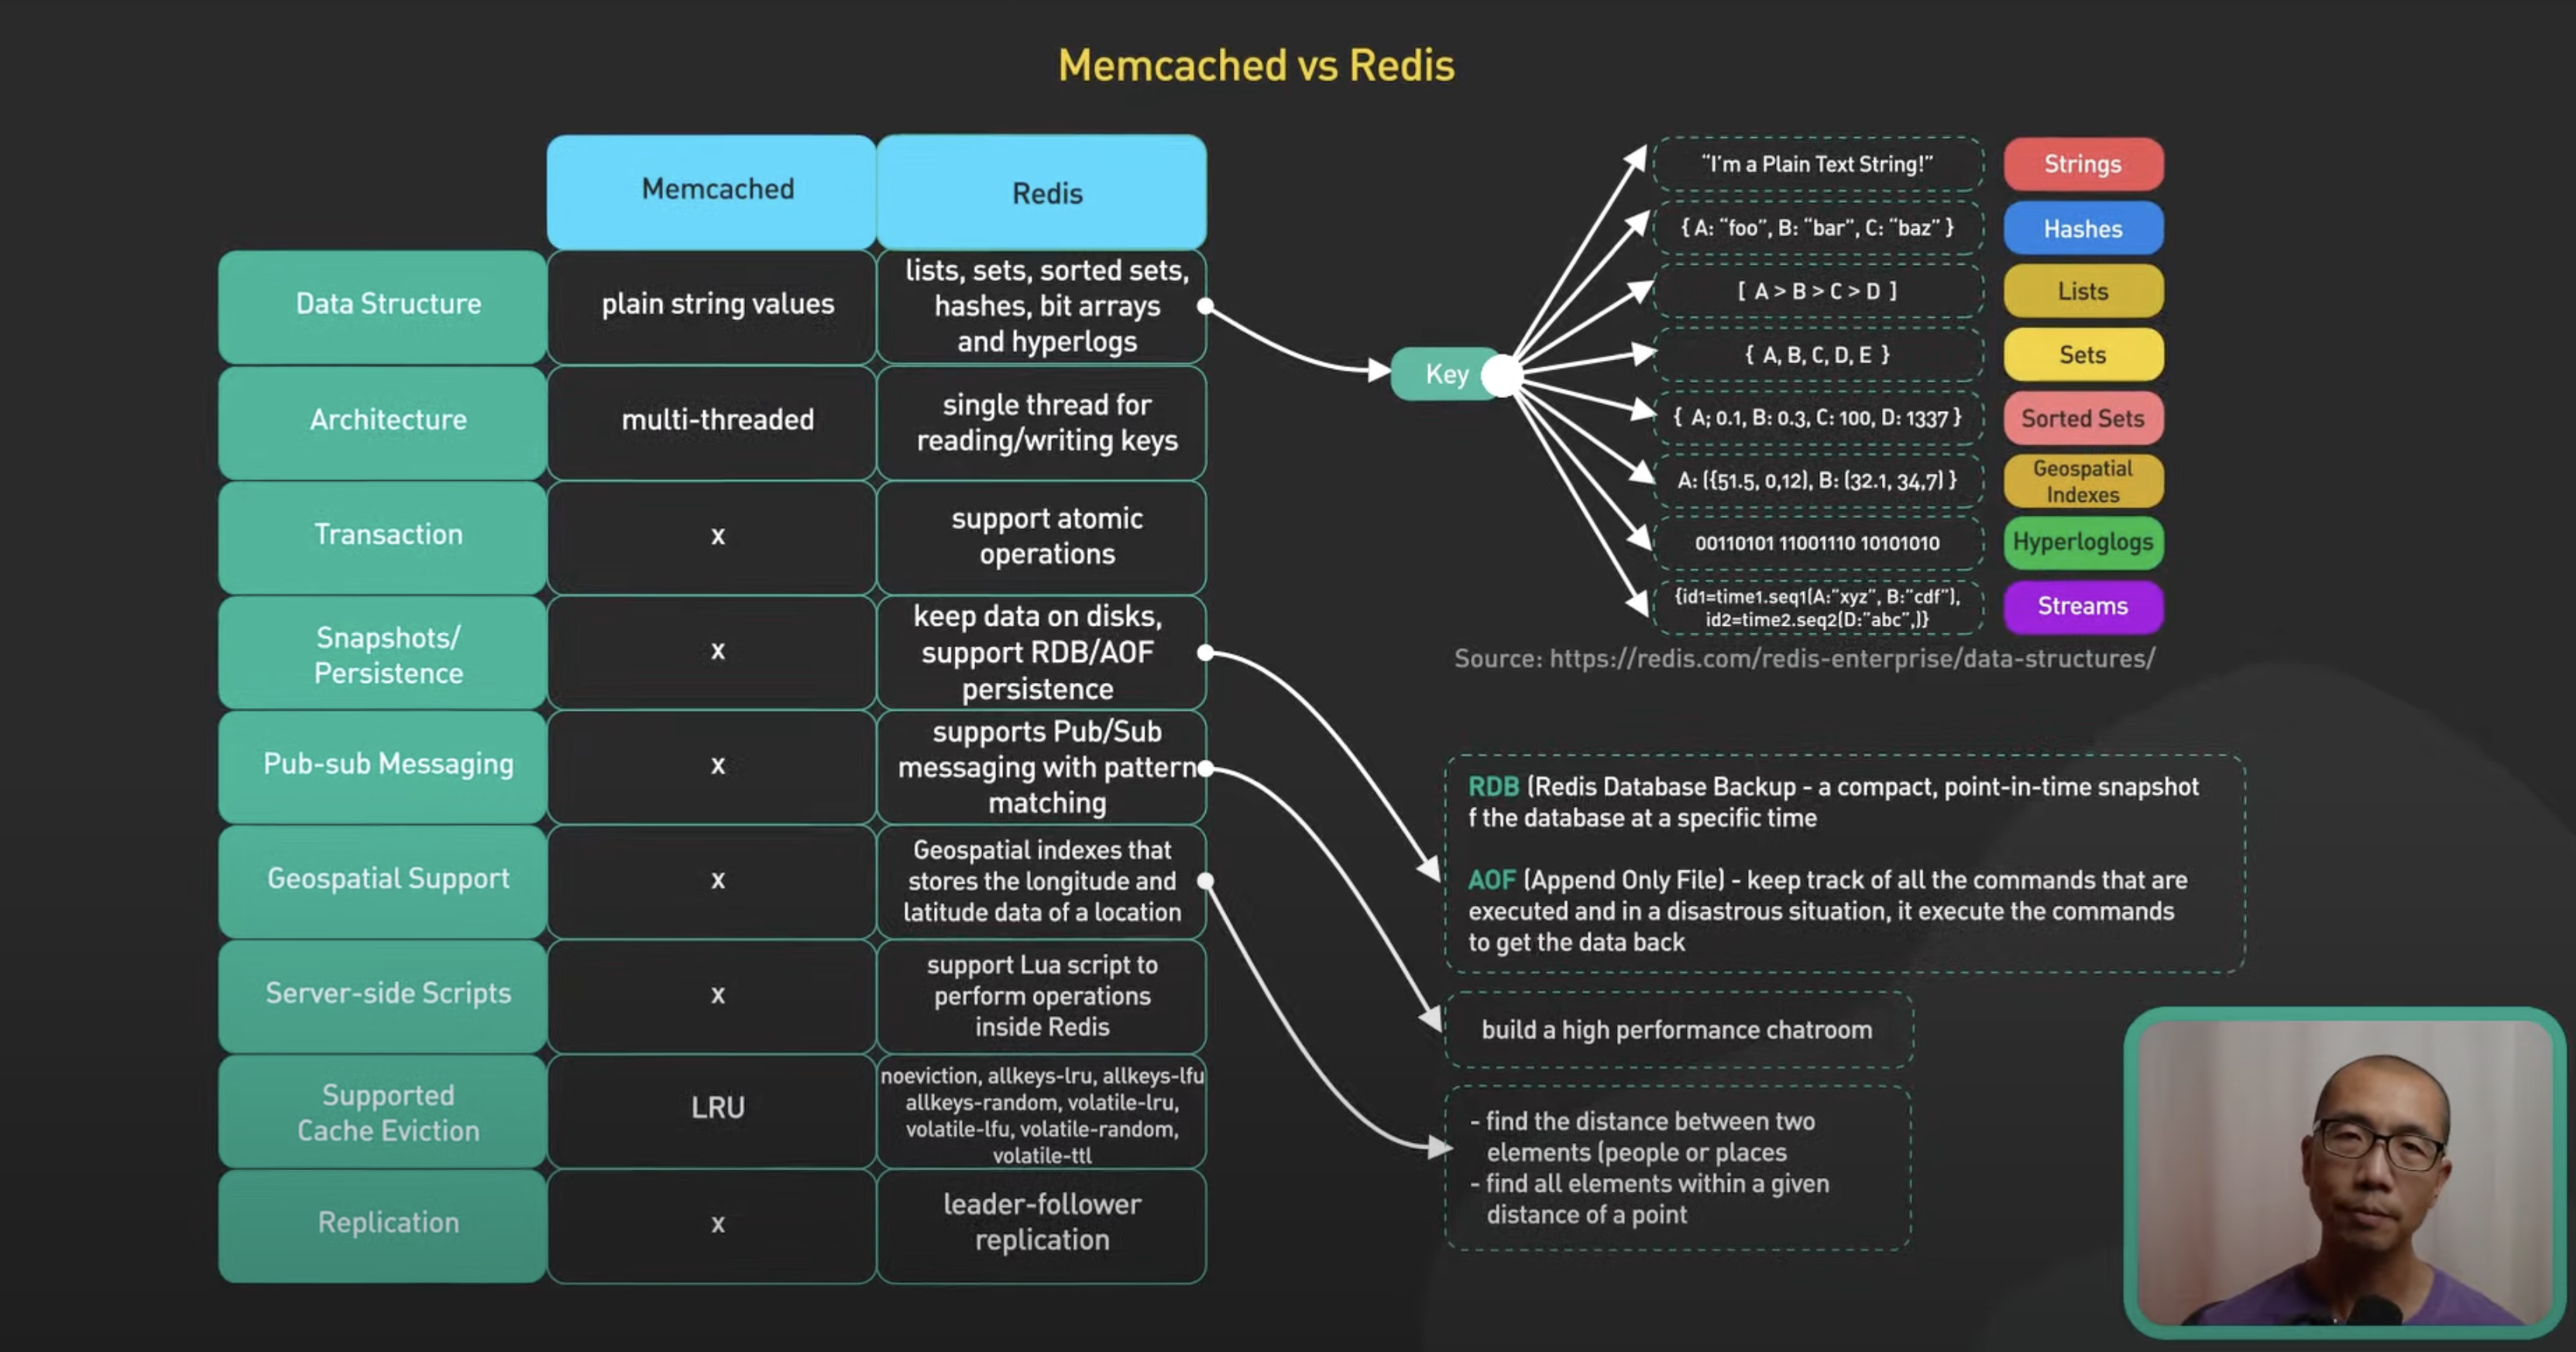 Memcached vs Redis
Memcached
Redis
Data Structure
plain string values
lists, sets, sorted sets,
hashes, bit arrays
and hyperlogs
Architecture
multi-threaded
single thread for
reading/writing keys
Transaction
x
support atomic
operations
Snapshots/
Persistence
x
keep data on disks,
support RDB/AOF
persistence
Pub-sub Messaging
x
supports Pub/Sub
messaging with pattern
matching
Geospatial Support
x
Geospatial indexes that
stores the longitude and
latitude data of a location
Server-side Scripts
x
support Lua script to
perform operations
inside Redis
Supported
Cache Eviction
LRU
noeviction, allkeys-lru, allkeys-lfu
allkeys-random, volatile-lru,
volatile-lfu, volatile-random,
volatile-ttl
Replication
x
leader-follower
replication
Key
“I’m a Plain Text String!”
Strings
{ A: “foo”, B: “bar”, C: “baz” }
Hashes
[ A > B > C > D ]
Lists
{ A, B, C, D, E }
Sets
{ A; 0.1, B: 0.3, C: 100, D: 1337 }
Sorted Sets
A: ({51.5, 0,12), B: (32.1, 34,7) }
Geospatial
Indexes
00110101 11001110 10101010
Hyperloglogs
{id1=time1.seq1(A:”xyz”, B:”cdf”),
id2=time2.seq2(D:”abc”,)}
Streams
Source: https://redis.com/redis-enterprise/data-structures/
RDB (Redis Database Backup - a compact, point-in-time snapshot
f the database at a specific time
AOF (Append Only File) - keep track of all the commands that are
executed and in a disastrous situation, it execute the commands
to get the data back
build a high performance chatroom
- find the distance between two
elements (people or places
- find all elements within a given
distance of a point